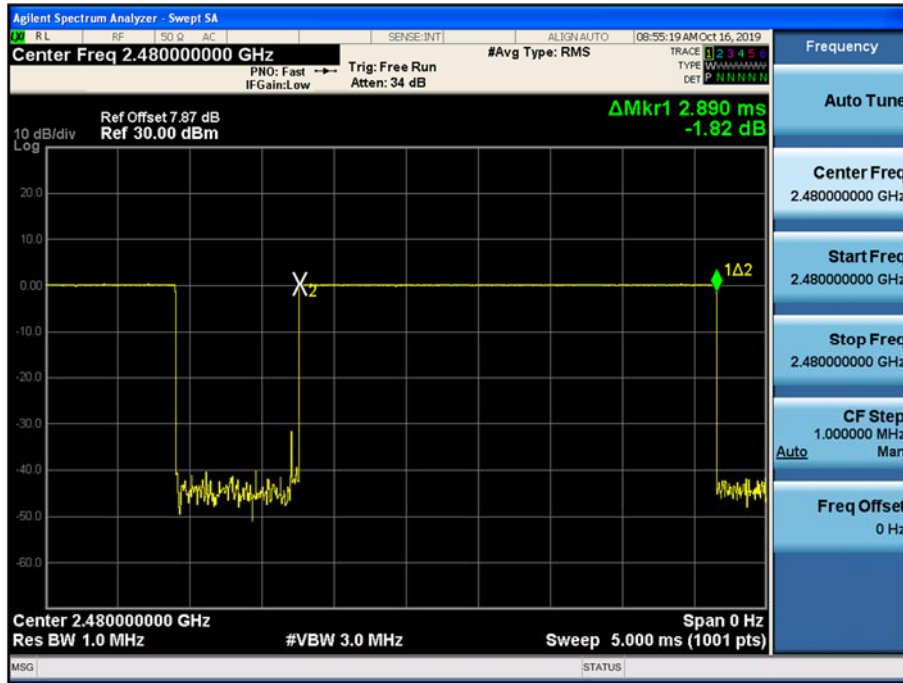 Agilent Spectrum Analyzer - Swept SA
LXI RL RF 50 Ω AC SENSE:INT ALIGN AUTO 08:55:19 AM Oct 16, 2019
Center Freq 2.480000000 GHz
PNO: Fast
IFGain:Low
Trig: Free Run
Atten: 34 dB
#Avg Type: RMS
TRACE 1 2 3 4 5 6
TYPE WWWWWW
DET P N N N N N
ΔMkr1 2.890 ms
-1.82 dB
Ref Offset 7.87 dB
10 dB/div Ref 30.00 dBm
Log
20.0
10.0
0.00
-10.0
-20.0
-30.0
-40.0
-50.0
-60.0
X2
1Δ2
Center 2.480000000 GHz Span 0 Hz
Res BW 1.0 MHz #VBW 3.0 MHz Sweep 5.000 ms (1001 pts)
MSG STATUS
Frequency
Auto Tune
Center Freq
2.480000000 GHz
Start Freq
2.480000000 GHz
Stop Freq
2.480000000 GHz
CF Step
1.000000 MHz
Auto Man
Freq Offset
0 Hz